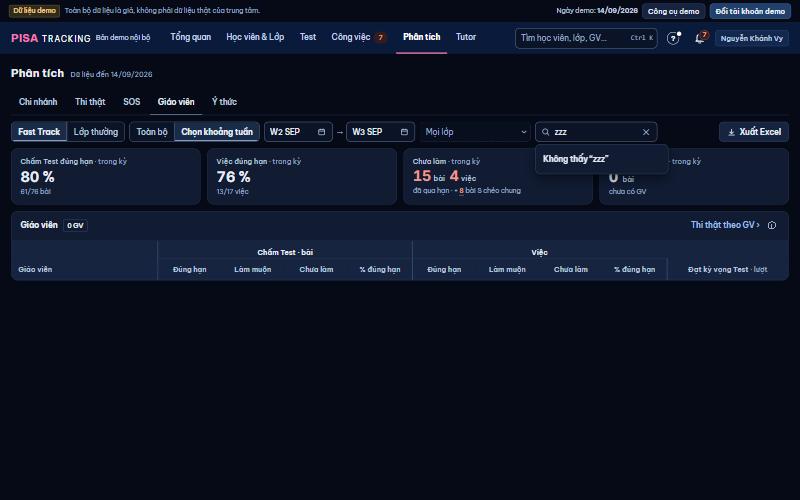 Dữ liệu demo Toàn bộ dữ liệu là giả, không phải dữ liệu thật của trung tâm. Ngày demo: 14/09/2026 Công cụ demo Đổi tài khoản demo
PISA TRACKING Bản demo nội bộ Tổng quan Học viên & Lớp Test Công việc 7 Phân tích Tutor Tìm học viên, lớp, GV... Ctrl K ? 7 Nguyễn Khánh Vy
Phân tích Dữ liệu đến 14/09/2026
Chi nhánh Thi thật SOS Giáo viên Ý thức
Fast Track Lớp thường Toàn bộ Chọn khoảng tuần W2 SEP → W3 SEP Mọi lớp zzz Xuất Excel
Không thấy “zzz”
Chấm Test đúng hạn · trong kỳ Việc đúng hạn · trong kỳ Chưa làm · trong kỳ trong kỳ
80 % 76 % 15 bài 4 việc 0 bài
61/76 bài 13/17 việc đã qua hạn · + 8 bài S chéo chung chưa có GV
Giáo viên 0 GV Thi thật theo GV ›
Chấm Test · bài Việc
Giáo viên Đúng hạn Làm muộn Chưa làm % đúng hạn Đúng hạn Làm muộn Chưa làm % đúng hạn Đạt kỳ vọng Test · lượt